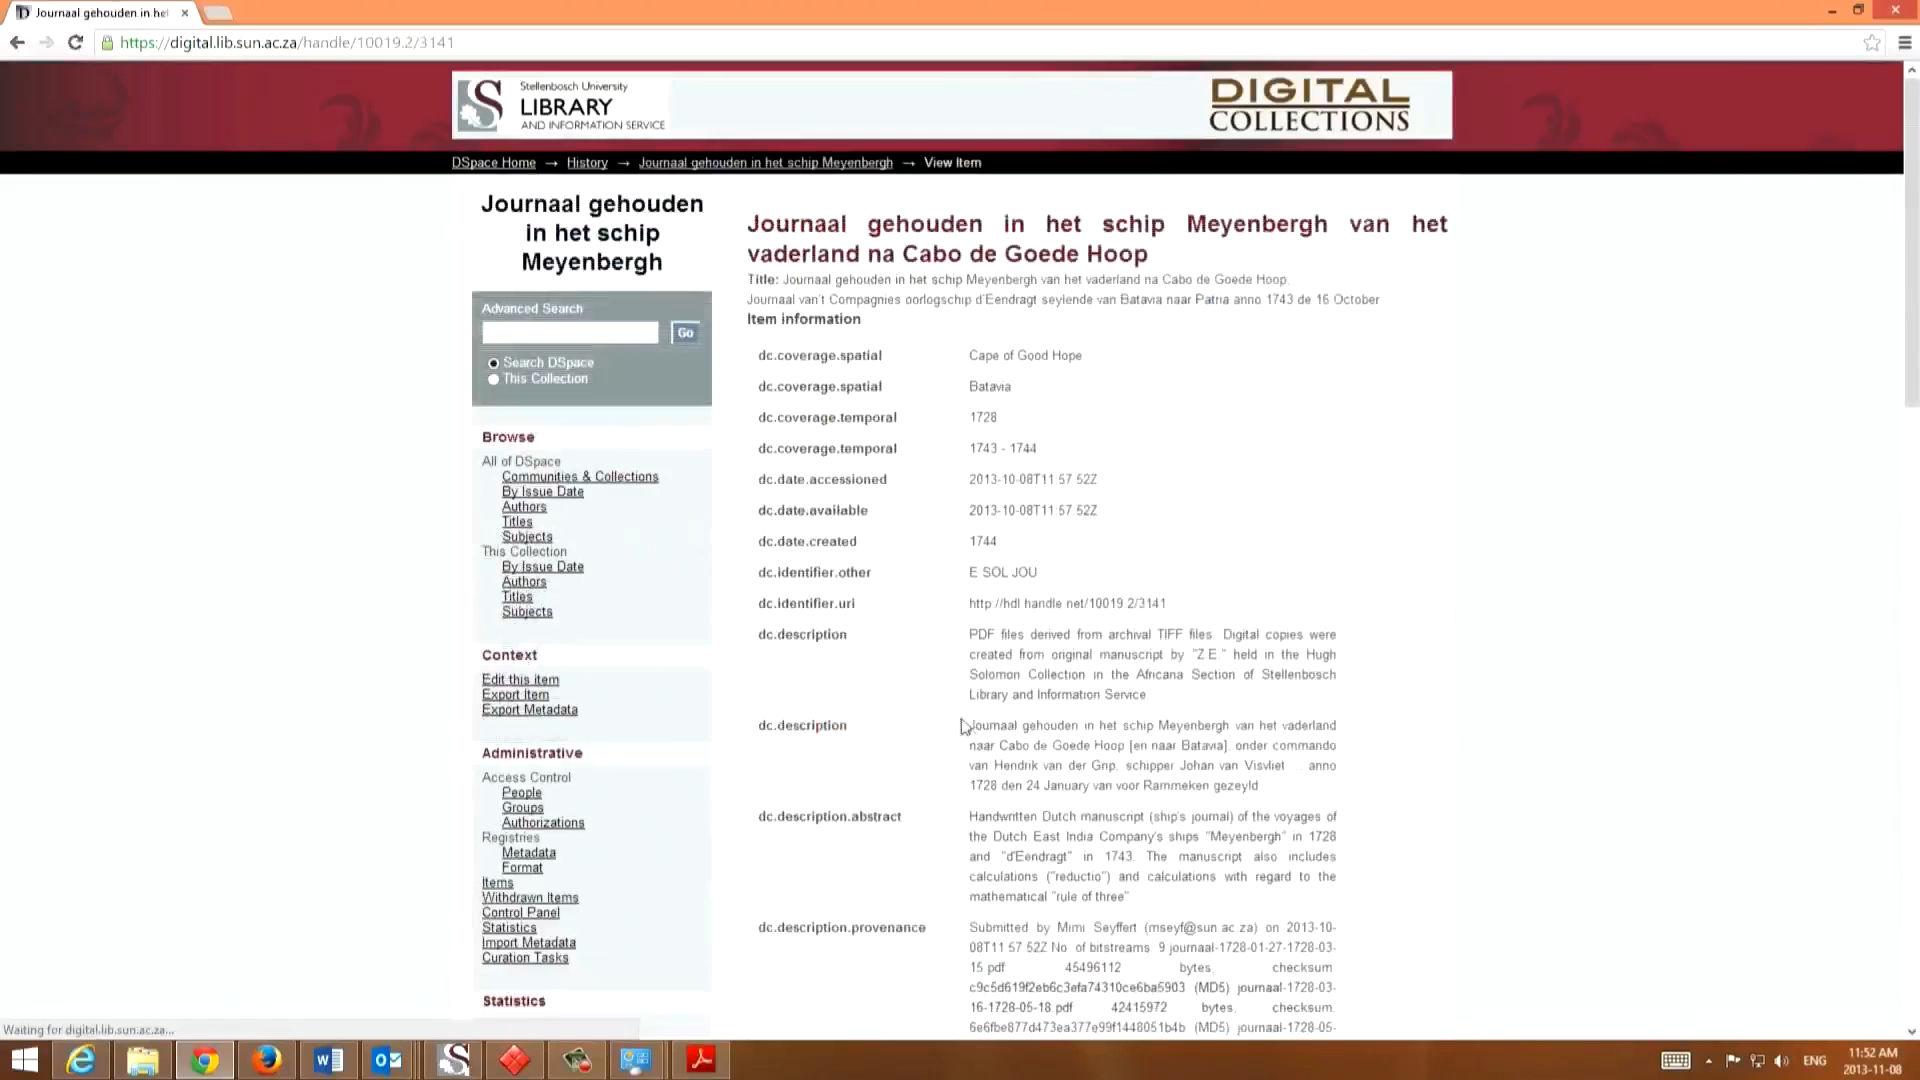 Journaal gehouden in he
https://digital.lib.sun.ac.za/handle/10019.2/3141
Stellenbosch University
LIBRARY
AND INFORMATION SERVICE
DIGITAL
COLLECTIONS
DSpace Home → History → Journaal gehouden in het schip Meyenbergh → View Item
Journaal gehouden
in het schip
Meyenbergh
Advanced Search
Go
Search DSpace
This Collection
Browse
All of DSpace
Communities & Collections
By Issue Date
Authors
Titles
Subjects
This Collection
By Issue Date
Authors
Titles
Subjects
Context
Edit this item
Export Item
Export Metadata
Administrative
Access Control
People
Groups
Authorizations
Registries
Metadata
Format
Items
Withdrawn Items
Control Panel
Statistics
Import Metadata
Curation Tasks
Statistics
Journaal gehouden in het schip Meyenbergh van het
vaderland na Cabo de Goede Hoop
Title: Journaal gehouden in het schip Meyenbergh van het vaderland na Cabo de Goede Hoop.
Journaal van't Compagnies oorlogschip d'Eendragt seylende van Batavia naar Patria anno 1743 de 16 October
Item information
dc.coverage.spatial Cape of Good Hope
dc.coverage.spatial Batavia
dc.coverage.temporal 1728
dc.coverage.temporal 1743 - 1744
dc.date.accessioned 2013-10-08T11:57:52Z
dc.date.available 2013-10-08T11:57:52Z
dc.date.created 1744
dc.identifier.other E SOL JOU
dc.identifier.uri http://hdl.handle.net/10019.2/3141
dc.description PDF files derived from archival TIFF files. Digital copies were
created from original manuscript by "Z.E." held in the Hugh
Solomon Collection in the Africana Section of Stellenbosch
Library and Information Service
dc.description Journaal gehouden in het schip Meyenbergh van het vaderland
naar Cabo de Goede Hoop [en naar Batavia], onder commando
van Hendrik van der Grip, schipper Johan van Visvliet ... anno
1728 den 24 January van voor Rammeken gezeyld
dc.description.abstract Handwritten Dutch manuscript (ship's journal) of the voyages of
the Dutch East India Company's ships "Meyenbergh" in 1728
and "d'Eendragt" in 1743. The manuscript also includes
calculations ("reductio") and calculations with regard to the
mathematical "rule of three"
dc.description.provenance Submitted by Mimi Seyffert (mseyf@sun.ac.za) on 2013-10-
08T11:57:52Z No. of bitstreams: 9 journaal-1728-01-27-1728-03-
15.pdf: 45496112 bytes, checksum:
c9c5d619f2eb6c3efa74310ce6ba5903 (MD5) journaal-1728-03-
16-1728-05-18.pdf: 42415972 bytes, checksum:
6e6fbe877d473ea377e99f1448051b4b (MD5) journaal-1728-05-
Waiting for digital.lib.sun.ac.za...
ENG
11:52 AM
2013-11-08